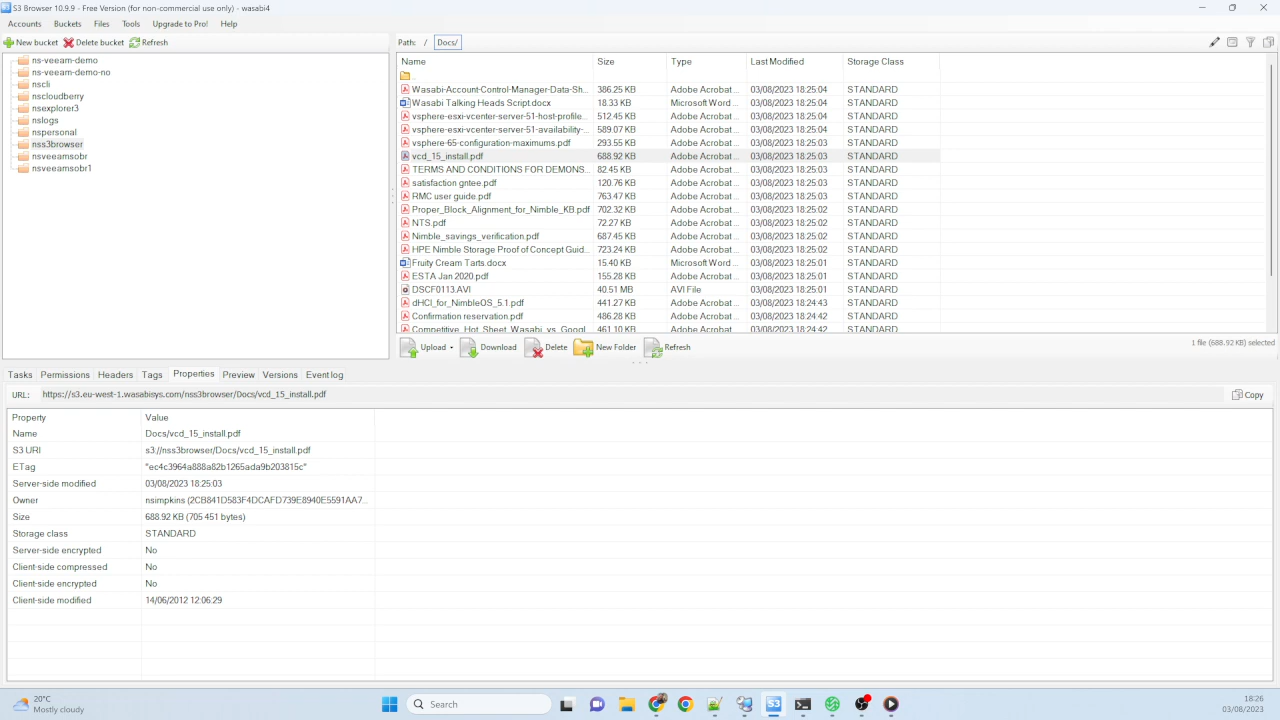 S3 Browser 10.9.9 - Free Version (for non-commercial use only) - wasabi4
Accounts Buckets Files Tools Upgrade to Pro! Help
New bucket Delete bucket Refresh
Path: / Docs/
ns-veeam-demo
ns-veeam-demo-no
nscli
nscloudberry
nsexplorer3
nslogs
nspersonal
nss3browser
nsveeamsobr
nsveeamsobr1
Name Size Type Last Modified Storage Class
..
Wasabi-Account-Control-Manager-Data-Sh... 386.25 KB Adobe Acrobat ... 03/08/2023 18:25:04 STANDARD
Wasabi Talking Heads Script.docx 18.33 KB Microsoft Word ... 03/08/2023 18:25:04 STANDARD
vsphere-esxi-vcenter-server-51-host-profile... 512.45 KB Adobe Acrobat ... 03/08/2023 18:25:04 STANDARD
vsphere-esxi-vcenter-server-51-availability-... 589.07 KB Adobe Acrobat ... 03/08/2023 18:25:04 STANDARD
vsphere-65-configuration-maximums.pdf 293.55 KB Adobe Acrobat ... 03/08/2023 18:25:03 STANDARD
vcd_15_install.pdf 688.92 KB Adobe Acrobat ... 03/08/2023 18:25:03 STANDARD
TERMS AND CONDITIONS FOR DEMONS... 82.45 KB Adobe Acrobat ... 03/08/2023 18:25:03 STANDARD
satisfaction gntee.pdf 120.76 KB Adobe Acrobat ... 03/08/2023 18:25:03 STANDARD
RMC user guide.pdf 763.47 KB Adobe Acrobat ... 03/08/2023 18:25:03 STANDARD
Proper_Block_Alignment_for_Nimble_KB.pdf 702.32 KB Adobe Acrobat ... 03/08/2023 18:25:02 STANDARD
NTS.pdf 72.27 KB Adobe Acrobat ... 03/08/2023 18:25:02 STANDARD
Nimble_savings_verification.pdf 687.45 KB Adobe Acrobat ... 03/08/2023 18:25:02 STANDARD
HPE Nimble Storage Proof of Concept Guid... 723.24 KB Adobe Acrobat ... 03/08/2023 18:25:02 STANDARD
Fruity Cream Tarts.docx 15.40 KB Microsoft Word ... 03/08/2023 18:25:01 STANDARD
ESTA Jan 2020.pdf 155.28 KB Adobe Acrobat ... 03/08/2023 18:25:01 STANDARD
DSCF0113.AVI 40.51 MB AVI File 03/08/2023 18:25:01 STANDARD
dHCI_for_NimbleOS_5.1.pdf 441.27 KB Adobe Acrobat ... 03/08/2023 18:24:43 STANDARD
Confirmation reservation.pdf 486.28 KB Adobe Acrobat ... 03/08/2023 18:24:42 STANDARD
Competitive_Hot_Sheet_Wasabi_vs_Googl... 461.10 KB Adobe Acrobat ... 03/08/2023 18:24:42 STANDARD
Upload Download Delete New Folder Refresh 1 file (688.92 KB) selected
Tasks Permissions Headers Tags Properties Preview Versions Event log
URL: https://s3.eu-west-1.wasabisys.com/nss3browser/Docs/vcd_15_install.pdf Copy
Property Value
Name Docs/vcd_15_install.pdf
S3 URI s3://nss3browser/Docs/vcd_15_install.pdf
ETag "ec4c3964a888a82b1265ada9b203815c"
Server-side modified 03/08/2023 18:25:03
Owner nsimpkins (2CB841D583F4DCAFD739E8940E5591AA7...
Size 688.92 KB (705 451 bytes)
Storage class STANDARD
Server-side encrypted No
Client-side compressed No
Client-side encrypted No
Client-side modified 14/06/2012 12:06:29
20°C
Mostly cloudy
Search
S3
18:26
03/08/2023